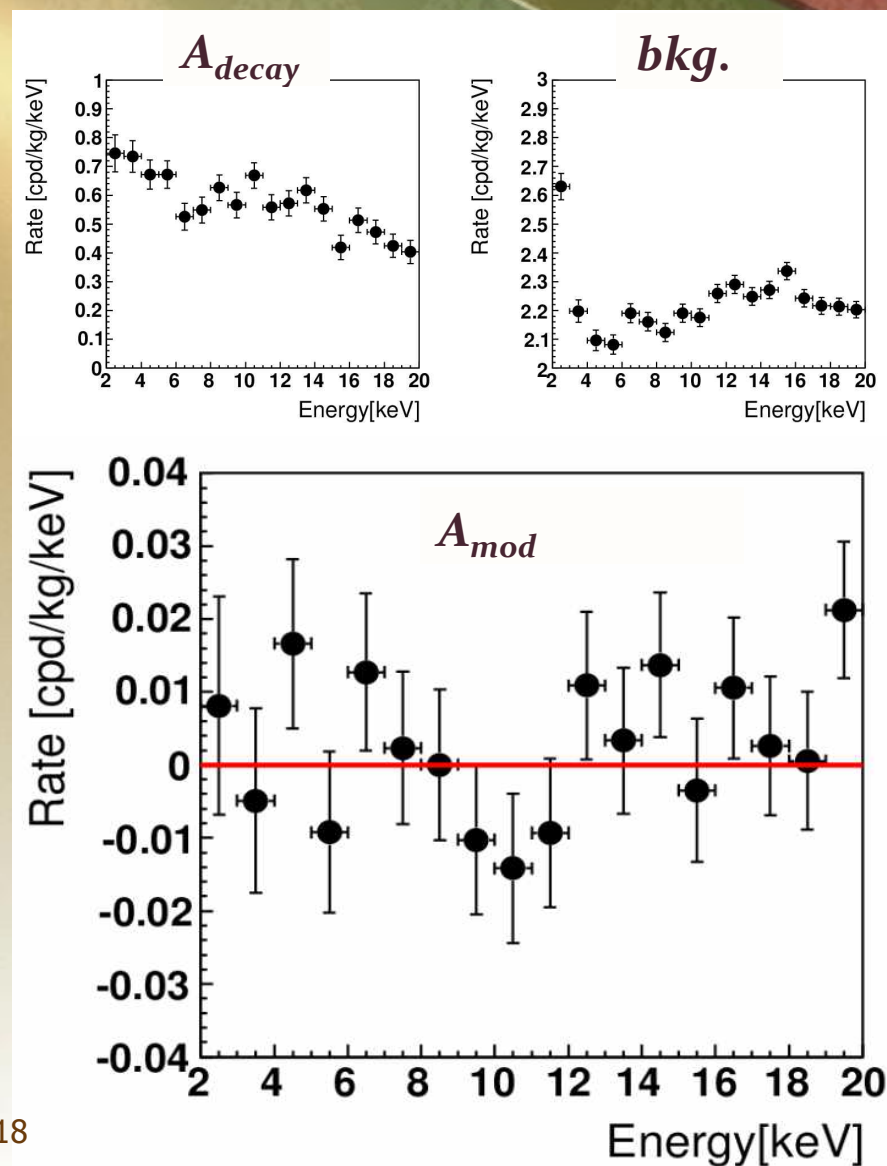 A_decay
Rate [cpd/kg/keV]
1
0.9
0.8
0.7
0.6
0.5
0.4
0.3
0.2
0.1
0
2 4 6 8 10 12 14 16 18 20
Energy[keV]
bkg.
Rate [cpd/kg/keV]
3
2.9
2.8
2.7
2.6
2.5
2.4
2.3
2.2
2.1
2
2 4 6 8 10 12 14 16 18 20
Energy[keV]
A_mod
Rate [cpd/kg/keV]
0.04
0.03
0.02
0.01
0
-0.01
-0.02
-0.03
-0.04
2 4 6 8 10 12 14 16 18 20
Energy[keV]
18